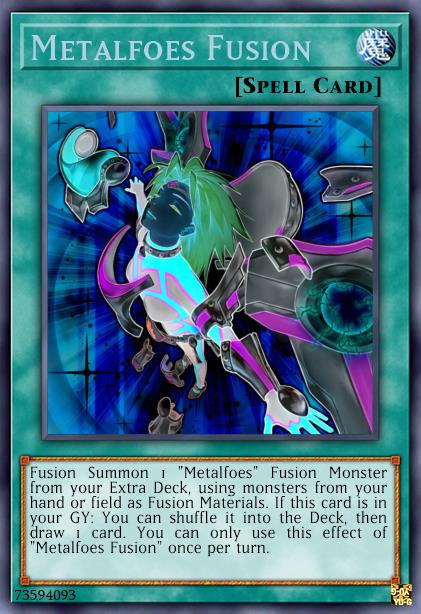 Metalfoes Fusion
魔
[Spell Card]
Fusion Summon 1 "Metalfoes" Fusion Monster
from your Extra Deck, using monsters from your
hand or field as Fusion Materials. If this card is in
your GY: You can shuffle it into the Deck, then
draw 1 card. You can only use this effect of
"Metalfoes Fusion" once per turn.
73594093